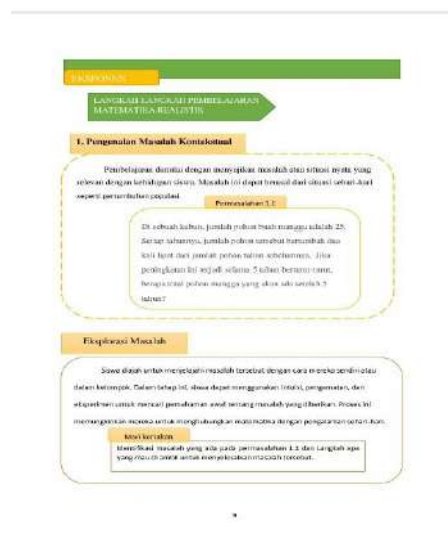 EKSPONEN
LANGKAH-LANGKAH PEMBELAJARAN
MATEMATIKA REALISTIK
1. Pengenalan Masalah Kontekstual
Pembelajaran dimulai dengan menyajikan masalah atau situasi nyata yang
relevan dengan kehidupan siswa. Masalah ini dapat berasal dari situasi sehari-hari
seperti pertumbuhan populasi
Permasalahan 1.1
Di sebuah kebun, jumlah pohon buah mangga adalah 25.
Setiap tahunnya, jumlah pohon tersebut bertambah dua
kali lipat dari jumlah pohon tahun sebelumnya. Jika
peningkatan ini terjadi selama 5 tahun berturut-turut,
berapa total pohon mangga yang akan ada setelah 5
tahun?
Eksplorasi Masalah
Siswa diajak untuk menjelajahi masalah tersebut dengan cara mereka sendiri atau
dalam kelompok. Dalam tahap ini, siswa dapat menggunakan intuisi, pengamatan, dan
eksperimen untuk mencari pemahaman awal tentang masalah yang diberikan. Proses ini
memungkinkan mereka untuk menghubungkan matematika dengan pengalaman sehari-hari.
Mari kerjakan
Identifikasi masalah yang ada pada permasalahan 1.1 dan Langkah apa
yang mau di ambil untuk menyelesaikan masalah tersebut.